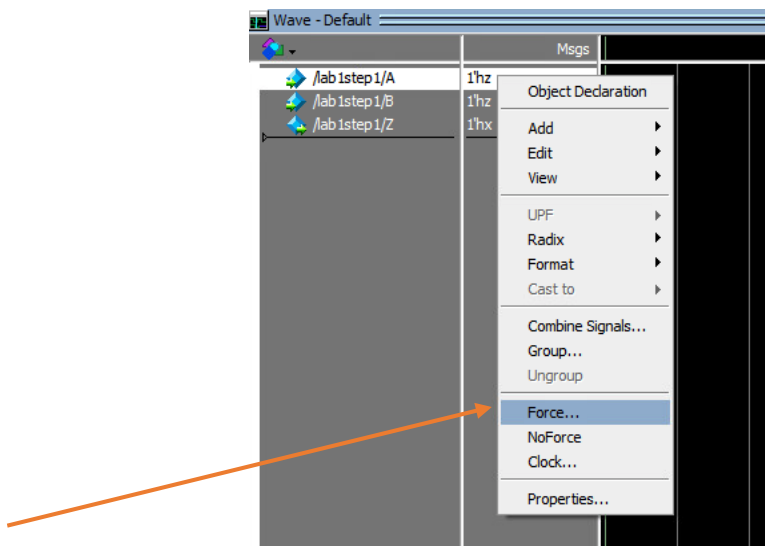 Wave - Default
Msgs
/lab1step1/A 1'hz
/lab1step1/B 1'hz
/lab1step1/Z 1'hx
Object Declaration
Add
Edit
View
UPF
Radix
Format
Cast to
Combine Signals...
Group...
Ungroup
Force...
NoForce
Clock...
Properties...